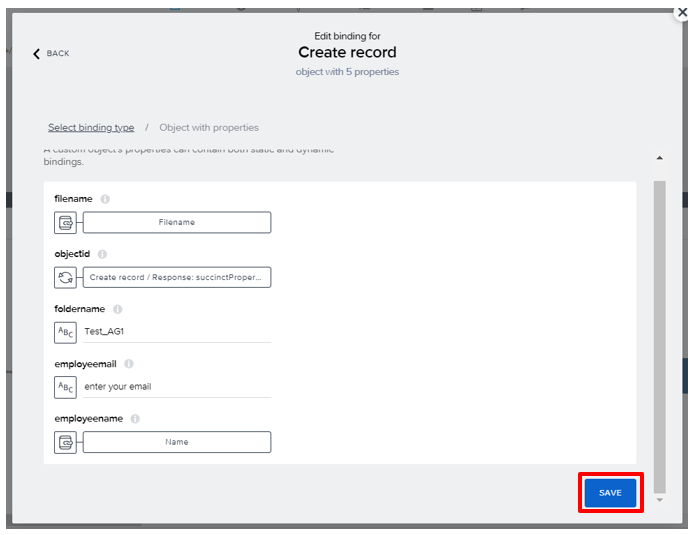 Edit binding for
BACK
Create record
object with 5 properties
Select binding type / Object with properties
A custom object's properties can contain both static and dynamic
bindings.
filename
Filename
objectid
Create record / Response: succinctProper...
foldername
ABC Test_AG1
employeemail
ABC enter your email
employeename
Name
SAVE